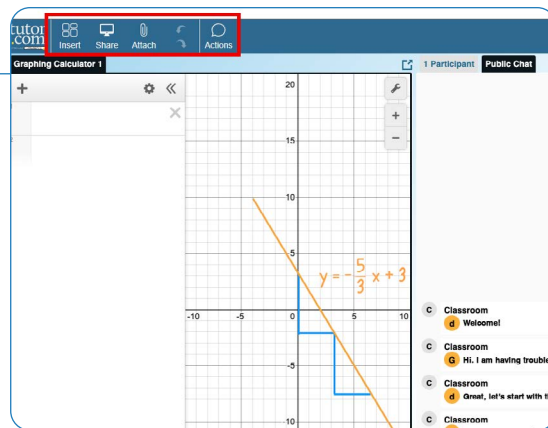 tutor
.com
Insert
Share
Attach
Actions
Graphing Calculator 1
1 Participant
Public Chat
20
15
10
5
y = -5/3 x + 3
-10
-5
0
5
10
-5
-10
C Classroom
d Welcome!
C Classroom
G Hi. I am having trouble
C Classroom
d Great, let's start with
C Classroom